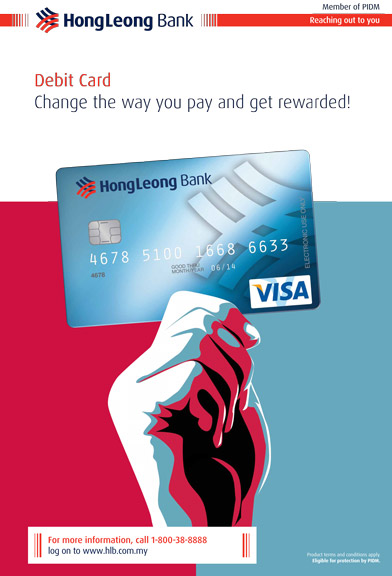 Member of PIDM
HongLeong Bank
Reaching out to you
Debit Card
Change the way you pay and get rewarded!
HongLeong Bank
ELECTRONIC USE ONLY
4678 5100 1668 6633
4678
GOOD THRU
MONTH/YEAR 06/14
VISA
For more information, call 1-800-38-8888
log on to www.hlb.com.my
Product terms and conditions apply.
Eligible for protection by PIDM.